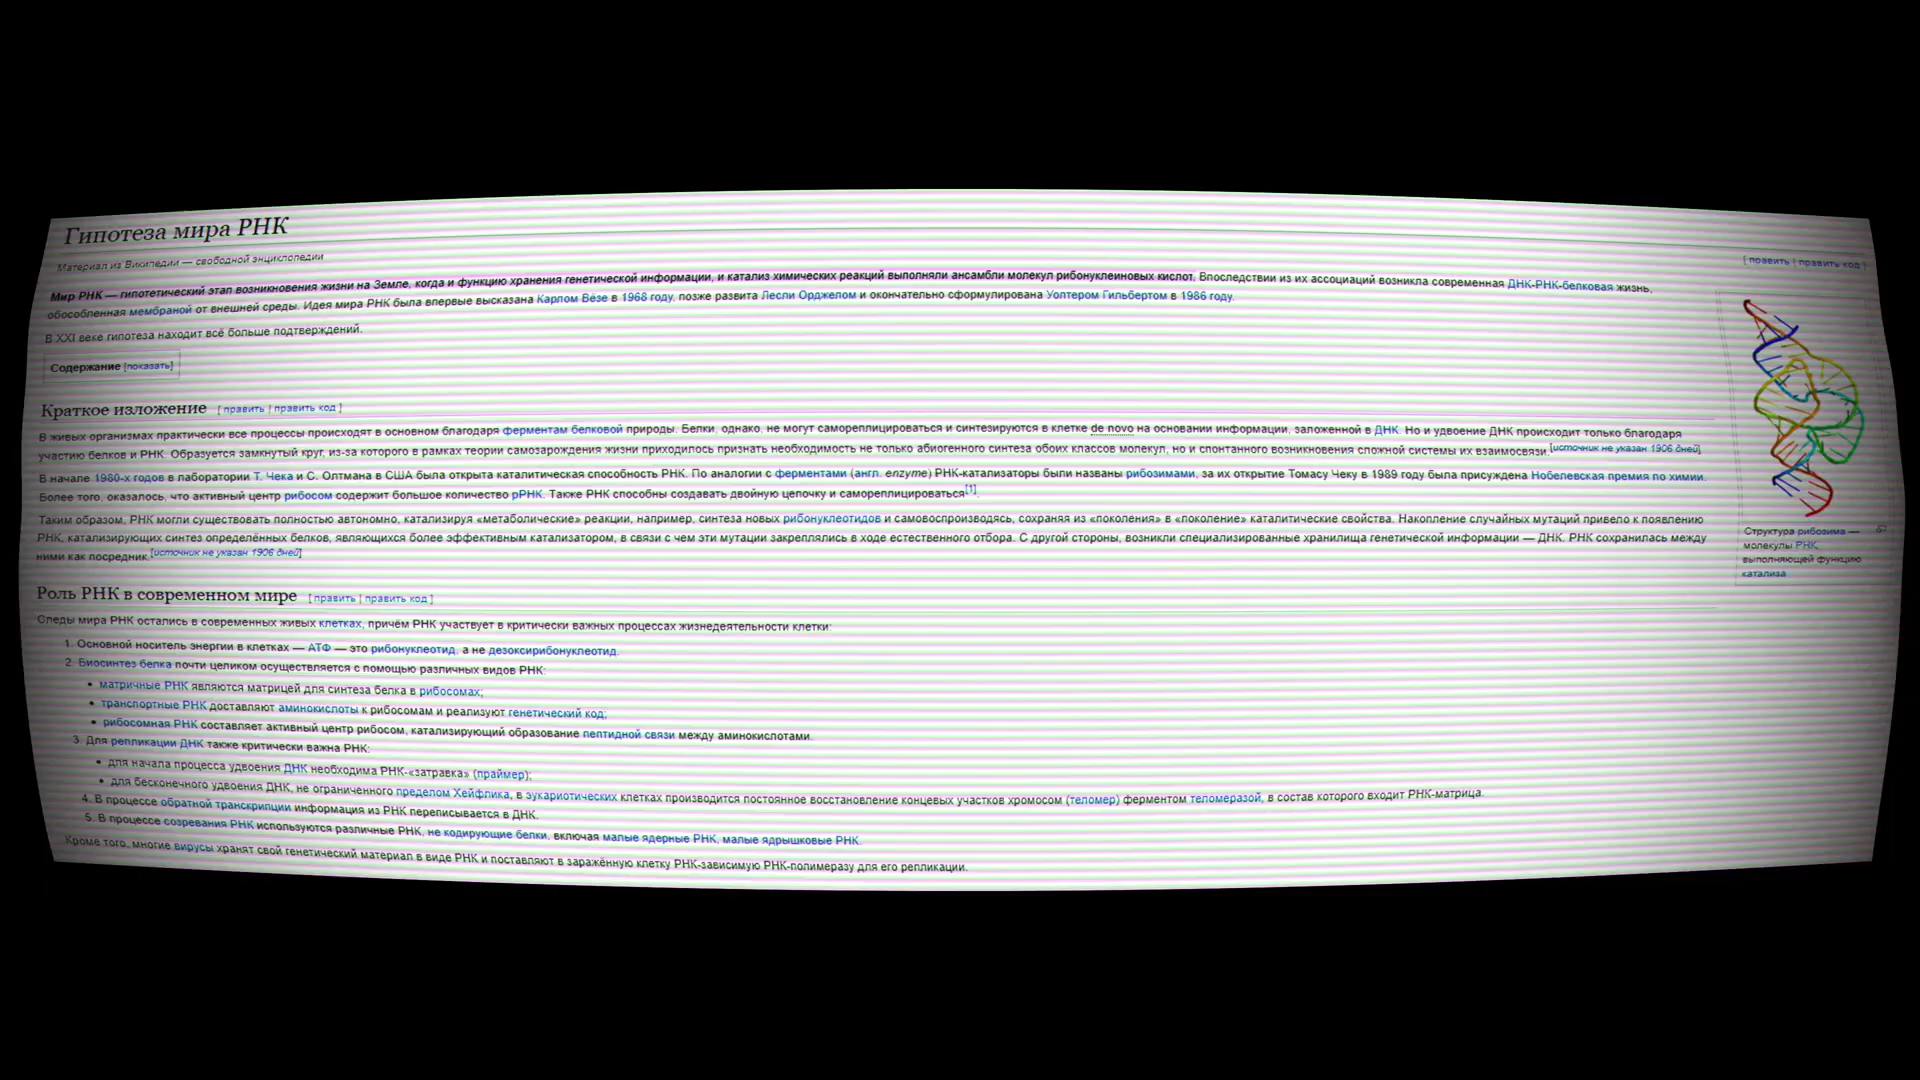 Гипотеза мира РНК
Материал из Википедии — свободной энциклопедии
[ править | править код ]
Мир РНК — гипотетический этап возникновения жизни на Земле, когда и функцию хранения генетической информации, и катализ химических реакций выполняли ансамбли молекул рибонуклеиновых кислот. Впоследствии из их ассоциаций возникла современная ДНК-РНК-белковая жизнь,
обособленная мембраной от внешней среды. Идея мира РНК была впервые высказана Карлом Вёзе в 1968 году, позже развита Лесли Орджелом и окончательно сформулирована Уолтером Гильбертом в 1986 году.
В XXI веке гипотеза находит всё больше подтверждений.
Содержание [показать]
Краткое изложение [ править | править код ]
В живых организмах практически все процессы происходят в основном благодаря ферментам белковой природы. Белки, однако, не могут самореплицироваться и синтезируются в клетке de novo на основании информации, заложенной в ДНК. Но и удвоение ДНК происходит только благодаря
участию белков и РНК. Образуется замкнутый круг, из-за которого в рамках теории самозарождения жизни приходилось признать необходимость не только абиогенного синтеза обоих классов молекул, но и спонтанного возникновения сложной системы их взаимосвязи.[источник не указан 1906 дней]
В начале 1980-х годов в лаборатории Т. Чека и С. Олтмана в США была открыта каталитическая способность РНК. По аналогии с ферментами (англ. enzyme) РНК-катализаторы были названы рибозимами, за их открытие Томасу Чеку в 1989 году была присуждена Нобелевская премия по химии.
Более того, оказалось, что активный центр рибосом содержит большое количество рРНК. Также РНК способны создавать двойную цепочку и самореплицироваться[1].
Таким образом, РНК могли существовать полностью автономно, катализируя «метаболические» реакции, например, синтеза новых рибонуклеотидов и самовоспроизводясь, сохраняя из «поколения» в «поколение» каталитические свойства. Накопление случайных мутаций привело к появлению
РНК, катализирующих синтез определённых белков, являющихся более эффективным катализатором, в связи с чем эти мутации закреплялись в ходе естественного отбора. С другой стороны, возникли специализированные хранилища генетической информации — ДНК. РНК сохранилась между
ними как посредник.[источник не указан 1906 дней]
Структура рибозима —
молекулы РНК,
выполняющей функцию
катализа
Роль РНК в современном мире [ править | править код ]
Следы мира РНК остались в современных живых клетках, причём РНК участвует в критически важных процессах жизнедеятельности клетки:
1. Основной носитель энергии в клетках — АТФ — это рибонуклеотид, а не дезоксирибонуклеотид.
2. Биосинтез белка почти целиком осуществляется с помощью различных видов РНК:
• матричные РНК являются матрицей для синтеза белка в рибосомах;
• транспортные РНК доставляют аминокислоты к рибосомам и реализуют генетический код;
• рибосомная РНК составляет активный центр рибосом, катализирующий образование пептидной связи между аминокислотами.
3. Для репликации ДНК также критически важна РНК:
• для начала процесса удвоения ДНК необходима РНК-«затравка» (праймер);
• для бесконечного удвоения ДНК, не ограниченного пределом Хейфлика, в эукариотических клетках производится постоянное восстановление концевых участков хромосом (теломер) ферментом теломеразой, в состав которого входит РНК-матрица.
4. В процессе обратной транскрипции информация из РНК переписывается в ДНК.
5. В процессе созревания РНК используются различные РНК, не кодирующие белки, включая малые ядерные РНК, малые ядрышковые РНК.
Кроме того, многие вирусы хранят свой генетический материал в виде РНК и поставляют в заражённую клетку РНК-зависимую РНК-полимеразу для его репликации.